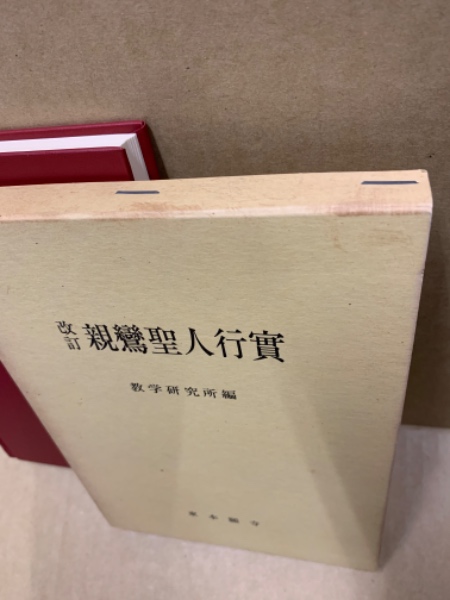 改訂 親鸞聖人行實
教学研究所編
東本願寺